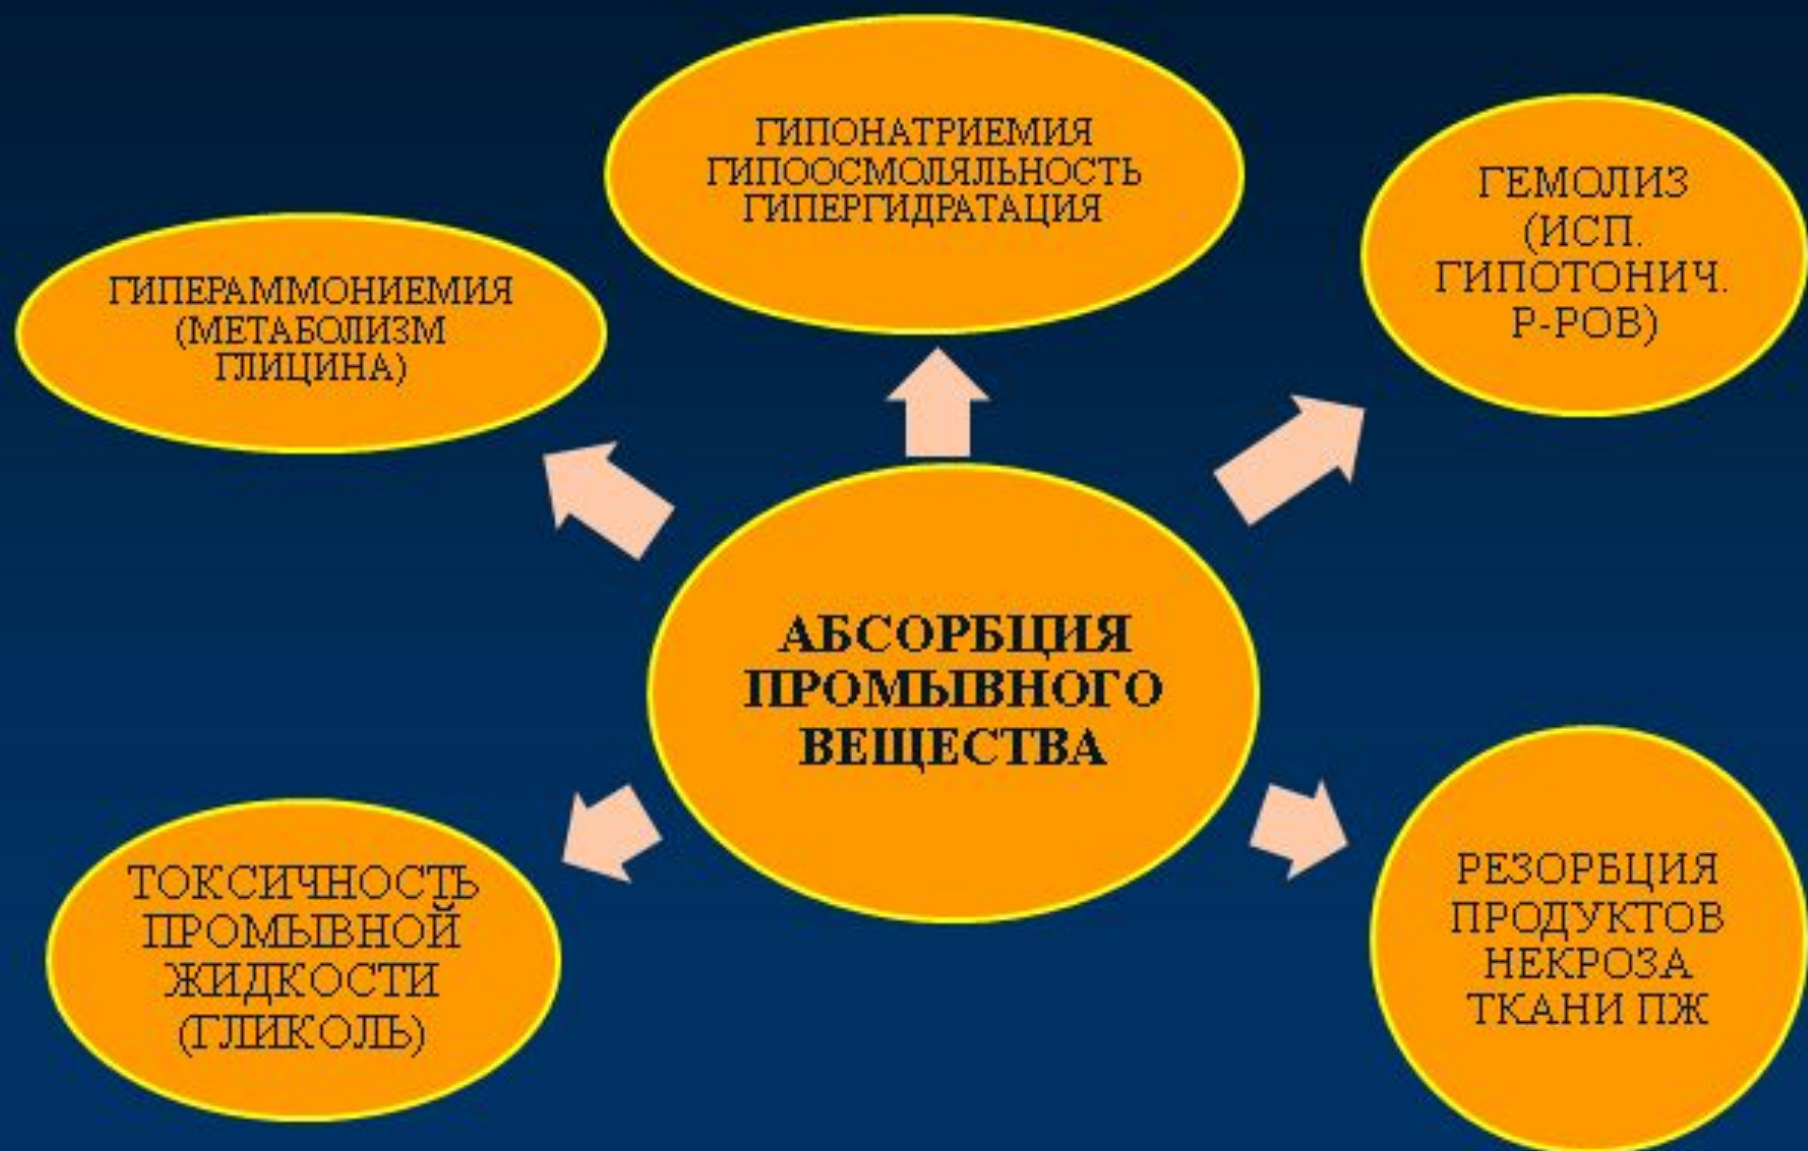 ГИПОНАТРИЕМИЯ
ГИПООСМОЛЯЛЬНОСТЬ
ГИПЕРГИДРАТАЦИЯ
ГЕМОЛИЗ
(ИСП.
ГИПОТОНИЧ.
Р-РОВ)
ГИПЕРАММОНИЕМИЯ
(МЕТАБОЛИЗМ
ГЛИЦИНА)
АБСОРБЦИЯ
ПРОМЫВНОГО
ВЕЩЕСТВА
ТОКСИЧНОСТЬ
ПРОМЫВНОЙ
ЖИДКОСТИ
(ГЛИКОЛЬ)
РЕЗОРБЦИЯ
ПРОДУКТОВ
НЕКРОЗА
ТКАНИ ПЖ